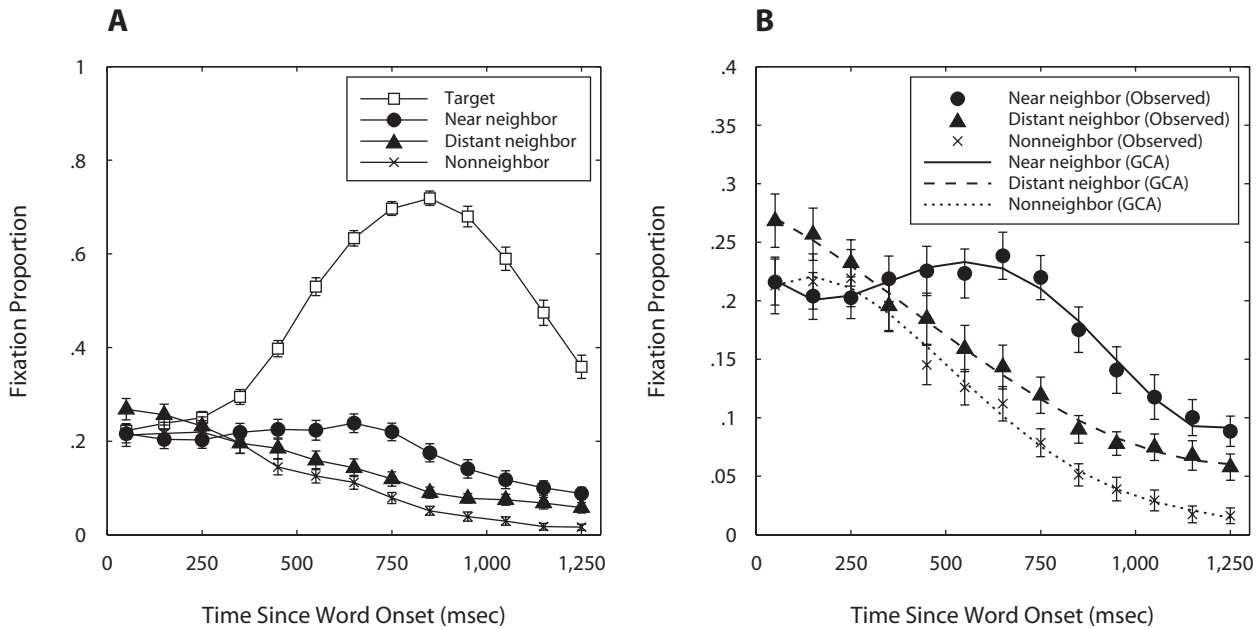 A
1
.8
.6
.4
.2
0
Fixation Proportion
Target
Near neighbor
Distant neighbor
Nonneighbor
0
250
500
750
1,000
1,250
Time Since Word Onset (msec)
B
.4
.35
.3
.25
.2
.15
.1
.05
0
Fixation Proportion
Near neighbor (Observed)
Distant neighbor (Observed)
Nonneighbor (Observed)
Near neighbor (GCA)
Distant neighbor (GCA)
Nonneighbor (GCA)
0
250
500
750
1,000
1,250
Time Since Word Onset (msec)